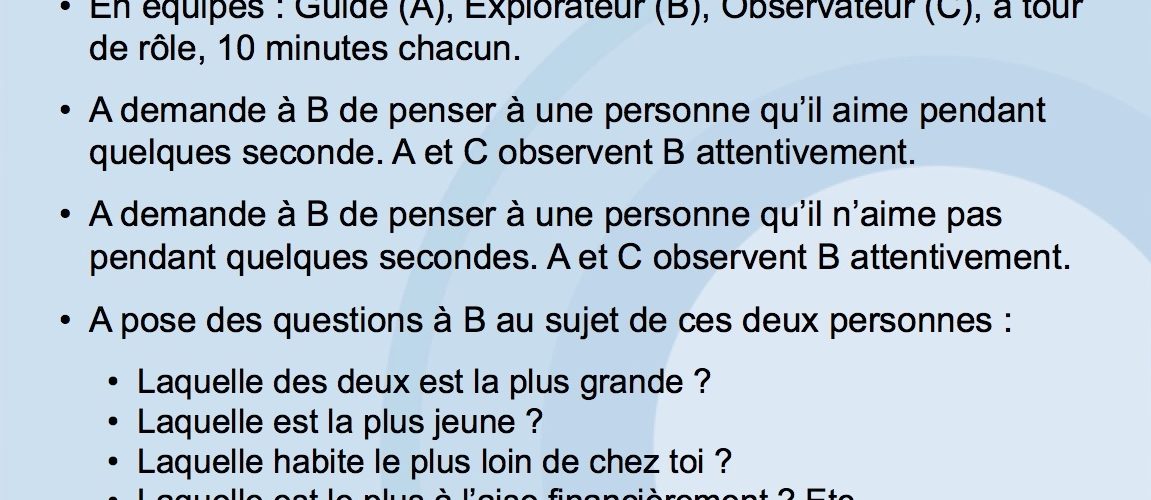 • En équipes : Guide (A), Explorateur (B), Observateur (C), à tour
de rôle, 10 minutes chacun.
• A demande à B de penser à une personne qu’il aime pendant
quelques seconde. A et C observent B attentivement.
• A demande à B de penser à une personne qu’il n’aime pas
pendant quelques secondes. A et C observent B attentivement.
• A pose des questions à B au sujet de ces deux personnes :
• Laquelle des deux est la plus grande ?
• Laquelle est la plus jeune ?
• Laquelle habite le plus loin de chez toi ?
• Laquelle est le plus à l’aise financièrement ? Etc.